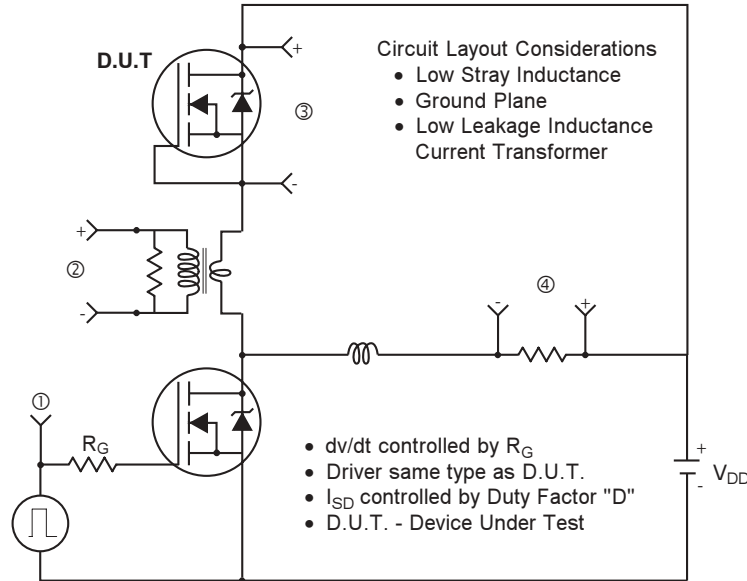 D.U.T
+
③
-
Circuit Layout Considerations
• Low Stray Inductance
• Ground Plane
• Low Leakage Inductance
Current Transformer
+
②
-
④
- +
①
RG
• dv/dt controlled by RG
• Driver same type as D.U.T.
• ISD controlled by Duty Factor "D"
• D.U.T. - Device Under Test
+
VDD
-